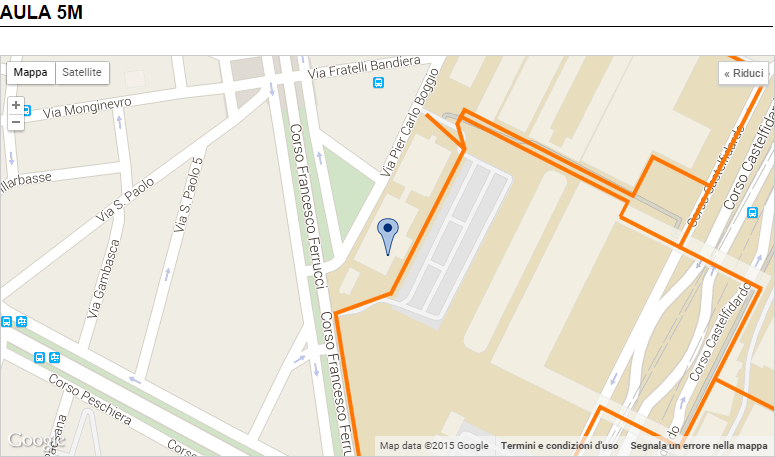 AULA 5M
Mappa
Satellite
« Riduci
+
−
Via Fratelli Bandiera
Via Monginevro
Via Pier Carlo Boggio
Corso Francesco Ferrucci
Corso Castelfidardo
Corso Castelfidardo
Via S. Paolo
Via S. Paolo 5
Via Gambasca
Corso Castelfidardo
Corso Francesco Ferru
Corso Peschiera
Corso
Google
Map data ©2015 Google
Termini e condizioni d'uso
Segnala un errore nella mappa